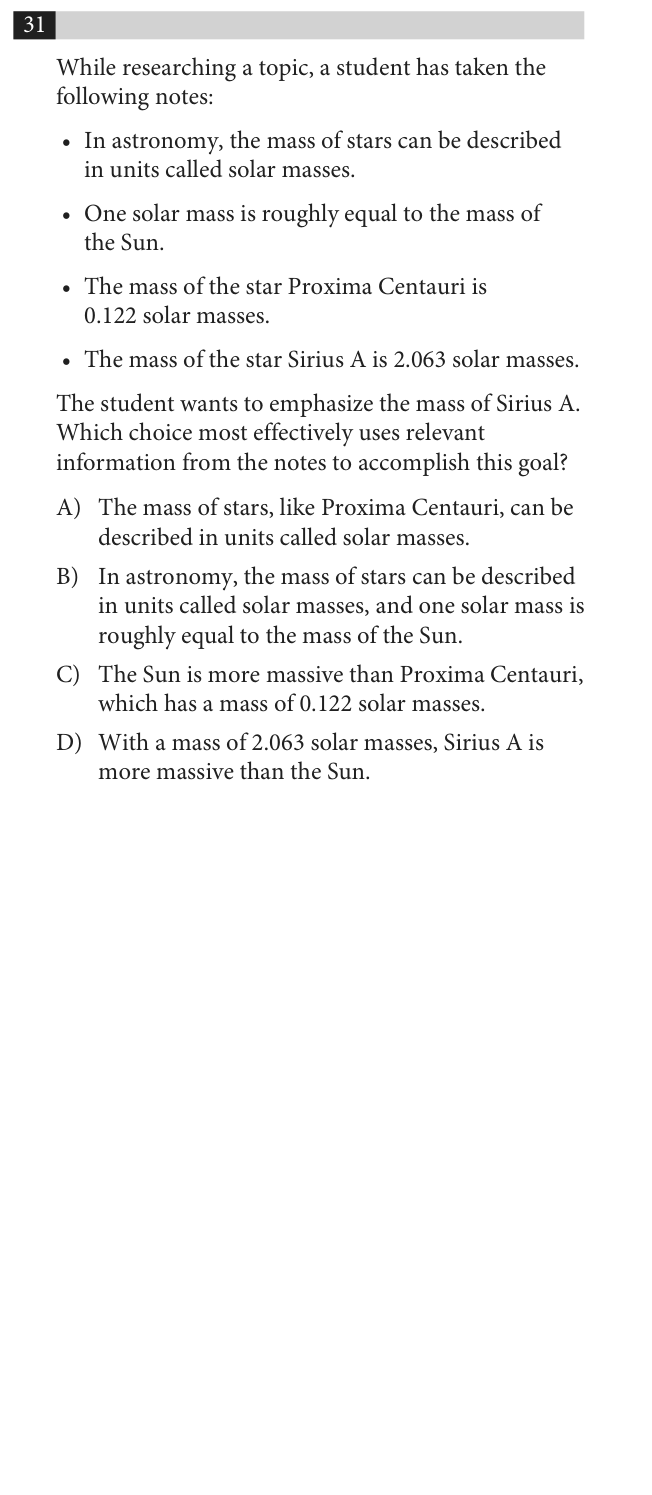 31
While researching a topic, a student has taken the
following notes:
• In astronomy, the mass of stars can be described
in units called solar masses.
• One solar mass is roughly equal to the mass of
the Sun.
• The mass of the star Proxima Centauri is
0.122 solar masses.
• The mass of the star Sirius A is 2.063 solar masses.
The student wants to emphasize the mass of Sirius A.
Which choice most effectively uses relevant
information from the notes to accomplish this goal?
A) The mass of stars, like Proxima Centauri, can be
described in units called solar masses.
B) In astronomy, the mass of stars can be described
in units called solar masses, and one solar mass is
roughly equal to the mass of the Sun.
C) The Sun is more massive than Proxima Centauri,
which has a mass of 0.122 solar masses.
D) With a mass of 2.063 solar masses, Sirius A is
more massive than the Sun.